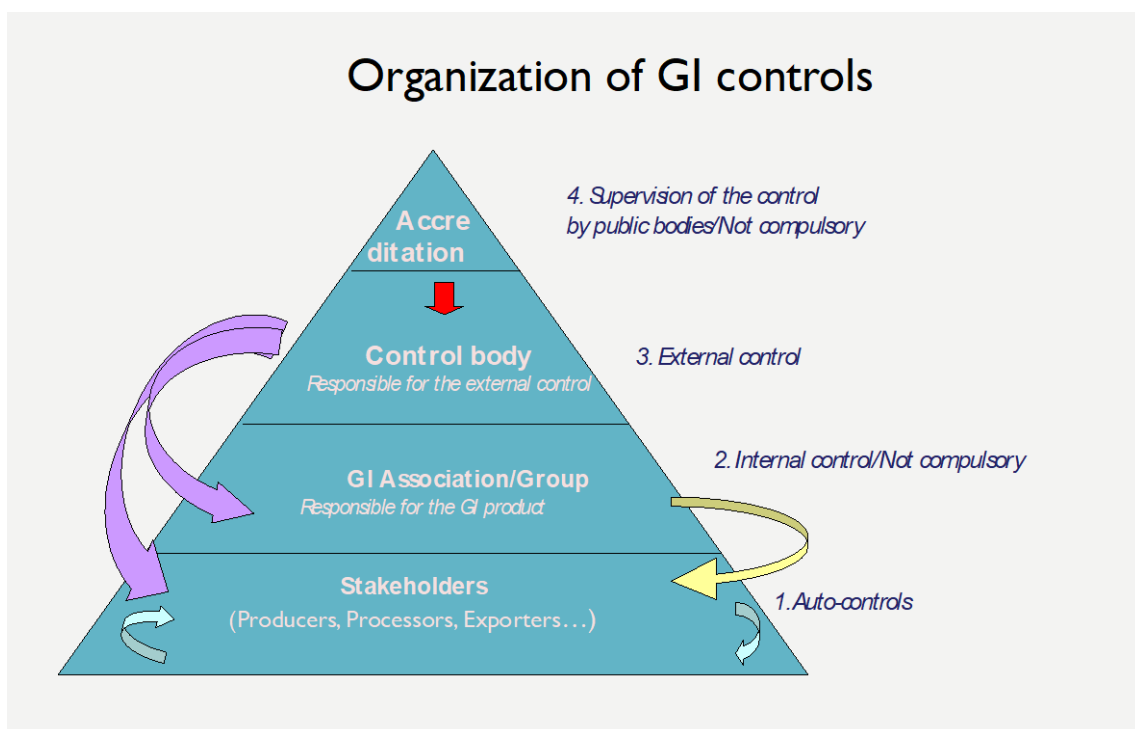 Organization of GI controls
4. Supervision of the control
by public bodies/Not compulsory
Accre
ditation
Control body
Responsible for the external control
3. External control
2. Internal control/Not compulsory
GI Association/Group
Responsible for the GI product
Stakeholders
(Producers, Processors, Exporters…)
1. Auto-controls